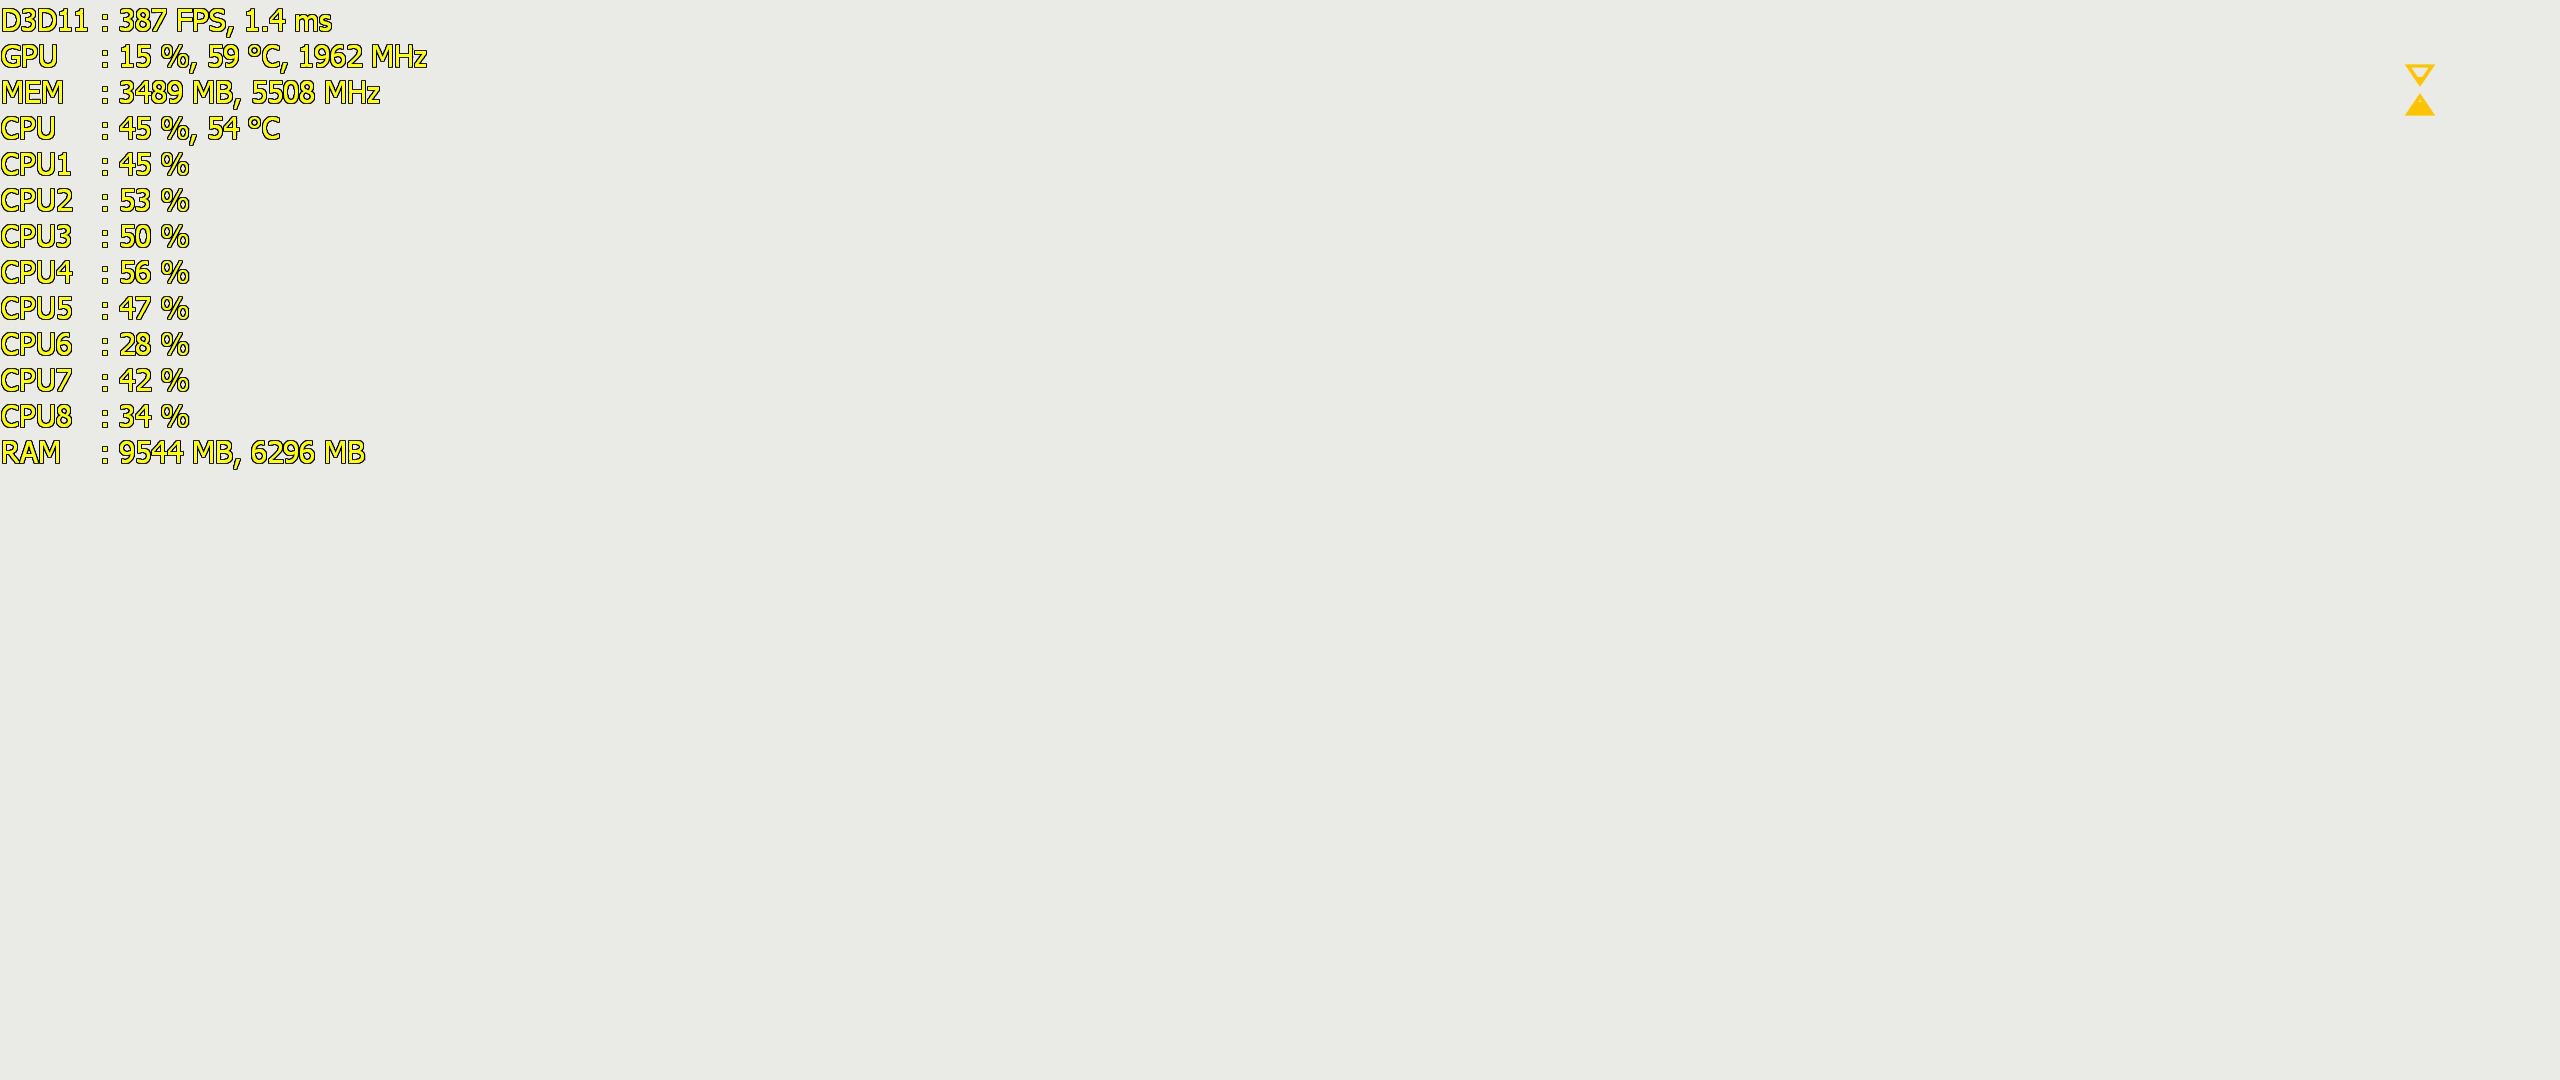 D3D11 : 387 FPS, 1.4 ms
GPU : 15 %, 59 °C, 1962 MHz
MEM : 3489 MB, 5508 MHz
CPU : 45 %, 54 °C
CPU1 : 45 %
CPU2 : 53 %
CPU3 : 50 %
CPU4 : 56 %
CPU5 : 47 %
CPU6 : 28 %
CPU7 : 42 %
CPU8 : 34 %
RAM : 9544 MB, 6296 MB